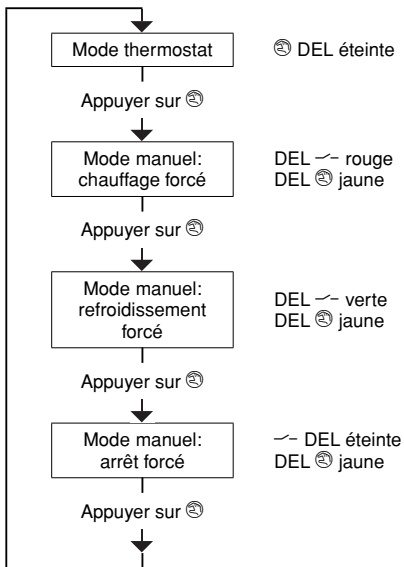 Mode thermostat
DEL éteinte
Appuyer sur
Mode manuel:
chauffage forcé
DEL rouge
DEL jaune
Appuyer sur
Mode manuel:
refroidissement
forcé
DEL verte
DEL jaune
Appuyer sur
Mode manuel:
arrêt forcé
DEL éteinte
DEL jaune
Appuyer sur